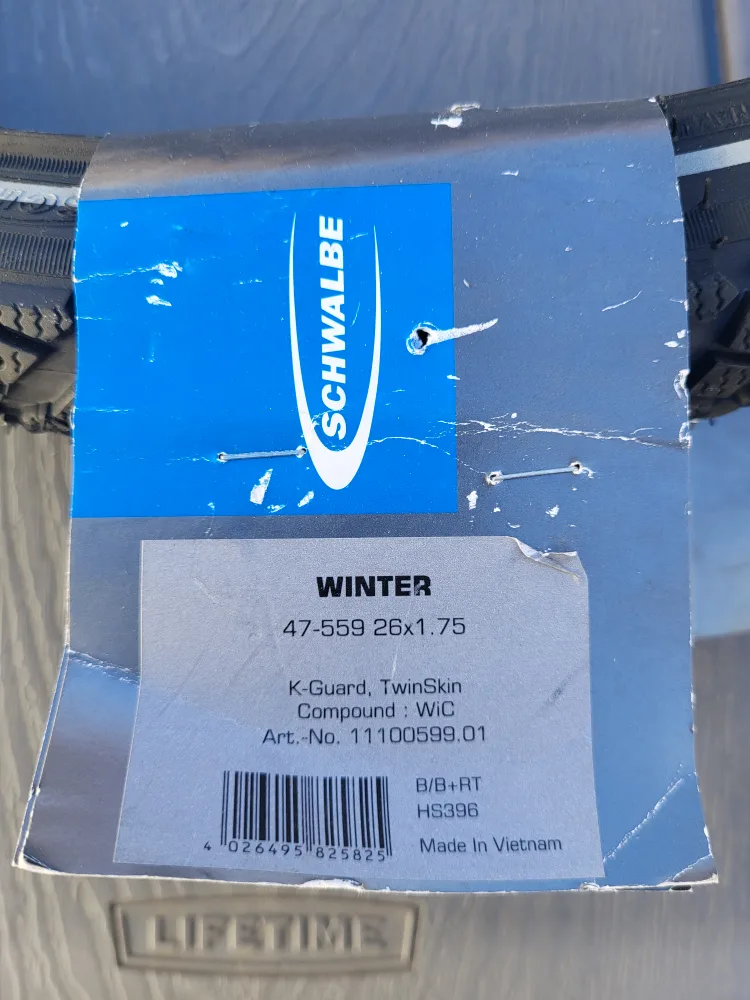 SCHWALBE
WINTER
47-559 26x1.75
K-Guard, TwinSkin
Compound : WiC
Art.-No. 11100599.01
B/B+RT
HS396
Made In Vietnam
4 026495 825825
LIFETIME